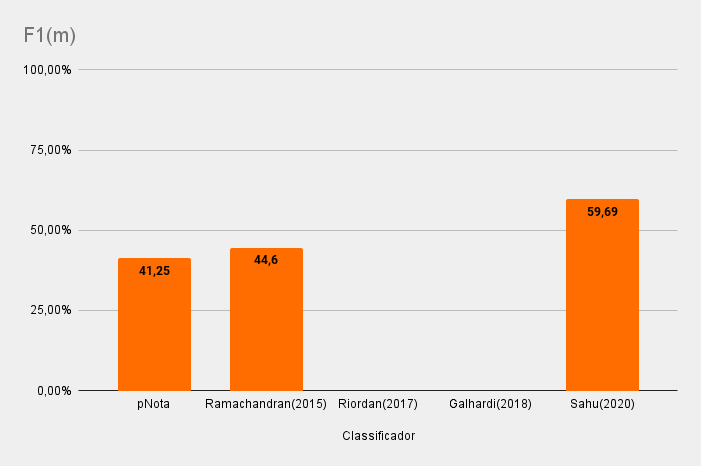 F1(m)
100,00%
75,00%
50,00%
25,00%
0,00%
41,25
44,6
59,69
pNota
Ramachandran(2015)
Riordan(2017)
Galhardi(2018)
Sahu(2020)
Classificador